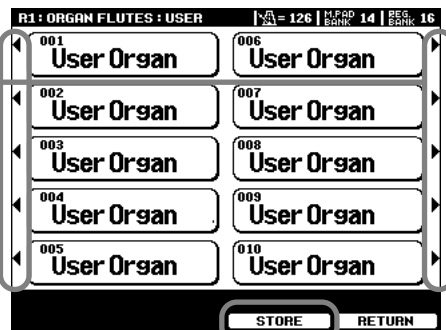 R1: ORGAN FLUTES : USER = 126 M.PAD BANK 14 REG. BANK 16
001 User Organ
006 User Organ
002 User Organ
007 User Organ
003 User Organ
008 User Organ
004 User Organ
009 User Organ
005 User Organ
010 User Organ
STORE RETURN